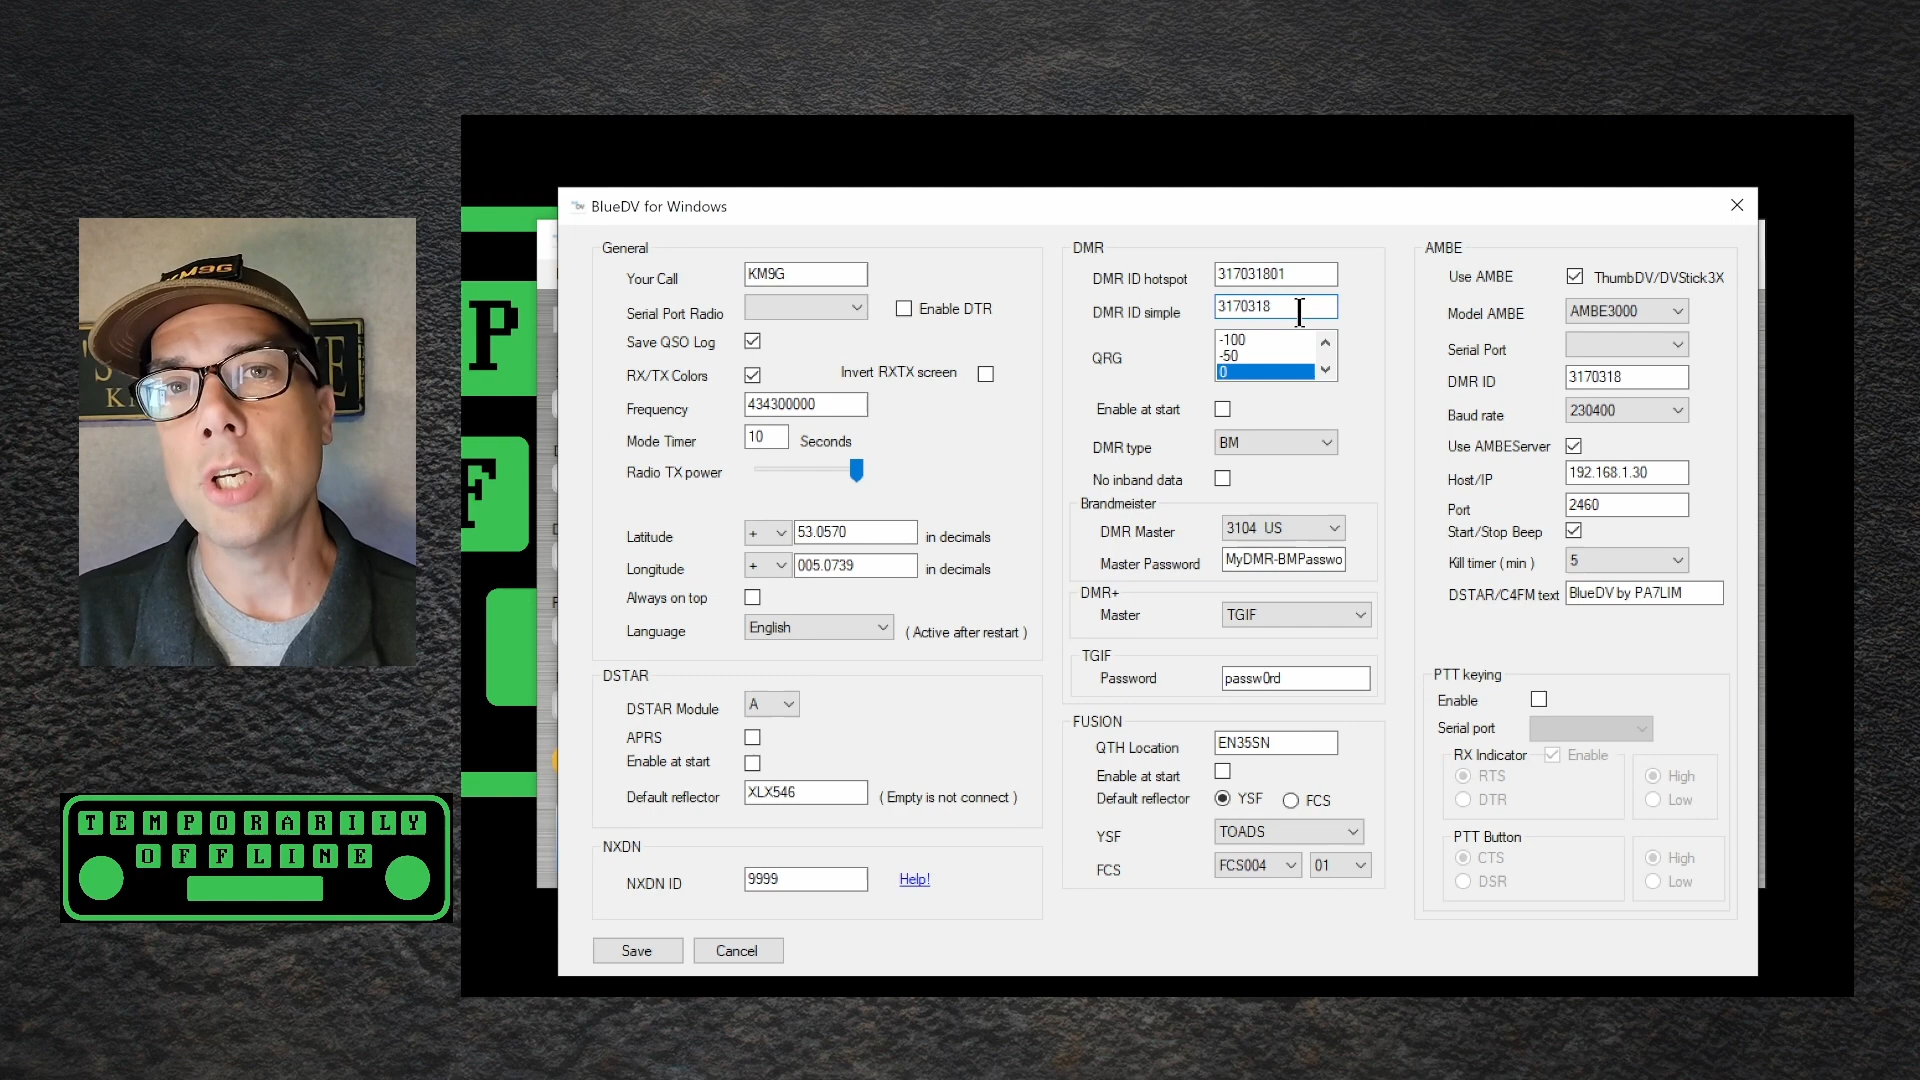 KM9G
TEMPORARILY
OFFLINE
P
F
BlueDV for Windows
General
Your Call KM9G
Serial Port Radio Enable DTR
Save QSO Log
RX/TX Colors Invert RXTX screen
Frequency 434300000
Mode Timer 10 Seconds
Radio TX power
Latitude + 53.0570 in decimals
Longitude + 005.0739 in decimals
Always on top
Language English ( Active after restart )
DSTAR
DSTAR Module A
APRS
Enable at start
Default reflector XLX546 ( Empty is not connect )
NXDN
NXDN ID 9999 Help!
Save Cancel
DMR
DMR ID hotspot 317031801
DMR ID simple 3170318
-100
-50
QRG
0
Enable at start
DMR type BM
No inband data
Brandmeister
DMR Master 3104 US
Master Password MyDMR-BMPasswo
DMR+
Master TGIF
TGIF
Password passw0rd
FUSION
QTH Location EN35SN
Enable at start
Default reflector YSF FCS
YSF TOADS
FCS FCS004 01
AMBE
Use AMBE ThumbDV/DVStick3X
Model AMBE AMBE3000
Serial Port
DMR ID 3170318
Baud rate 230400
Use AMBEServer
Host/IP 192.168.1.30
Port 2460
Start/Stop Beep
Kill timer ( min ) 5
DSTAR/C4FM text BlueDV by PA7LIM
PTT keying
Enable
Serial port
RX Indicator Enable
RTS High
DTR Low
PTT Button
CTS High
DSR Low